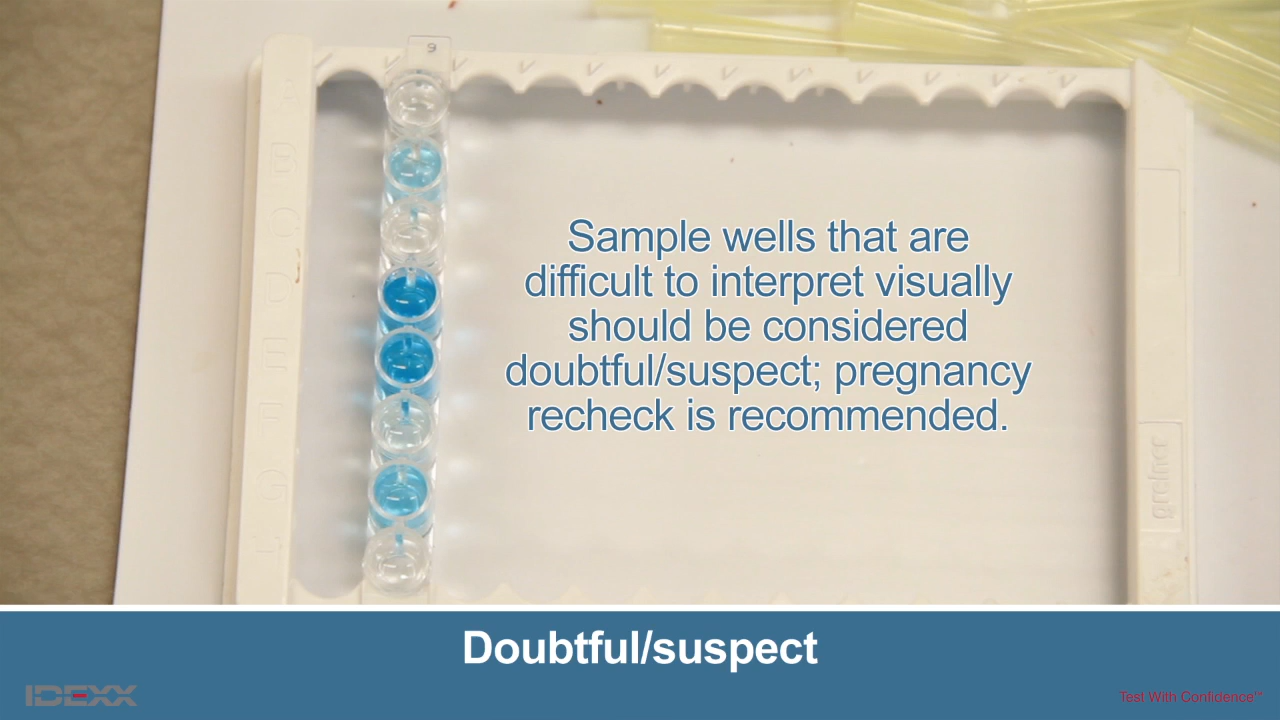 9
A
B
C
D
E
F
G
H
Sample wells that are
difficult to interpret visually
should be considered
doubtful/suspect; pregnancy
recheck is recommended.
greiner
Doubtful/suspect
IDEXX
Test With Confidence™